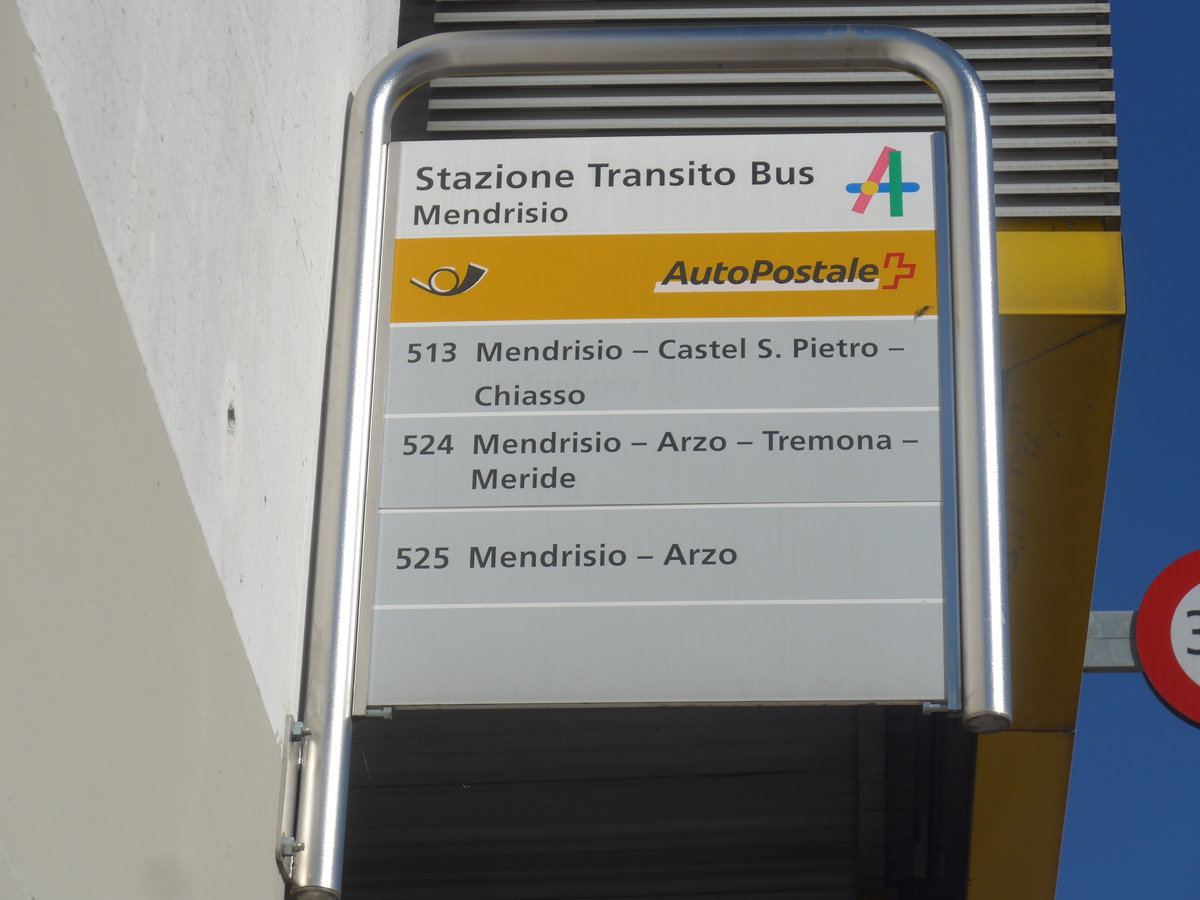 Stazione Transito Bus
Mendrisio
AutoPostale
513 Mendrisio – Castel S. Pietro –
Chiasso
524 Mendrisio – Arzo – Tremona –
Meride
525 Mendrisio – Arzo